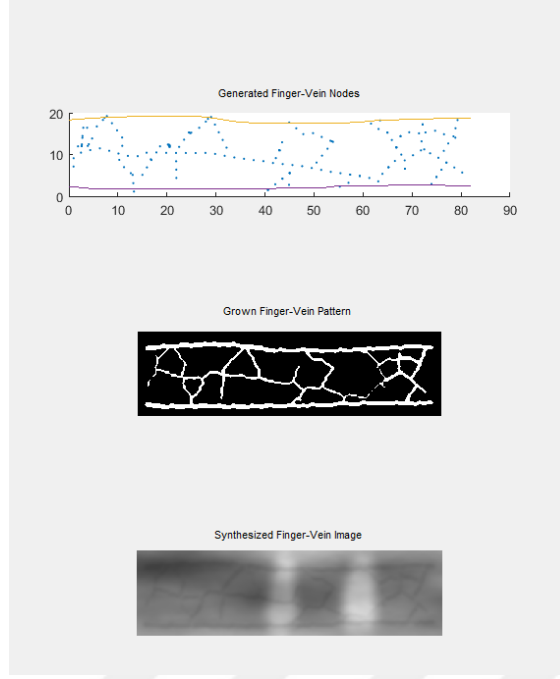 Generated Finger-Vein Nodes
20
10
0
0 10 20 30 40 50 60 70 80 90
Grown Finger-Vein Pattern
Synthesized Finger-Vein Image